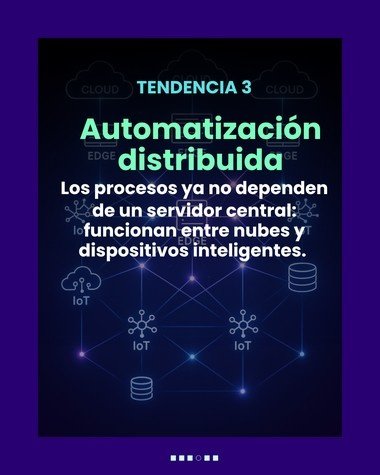 CLOUD
CLOUD
TENDENCIA 3
Automatización
EDGE
distribuida
Los procesos ya no dependen
de un servidor central:
IoT
funcionan entre nubes y
EDGE
dispositivos inteligentes.
IoT
IoT
IoT